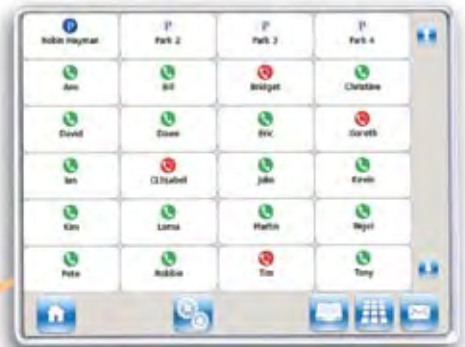 P P P P
Robin Hayman Park 2 Park 3 Park 4
Ann Bill Bridget Christine
David Dawn Eric Gareth
Ian Julie Kevin
Kim Lorna Martin Nigel
Pete Robbie Tim Tony